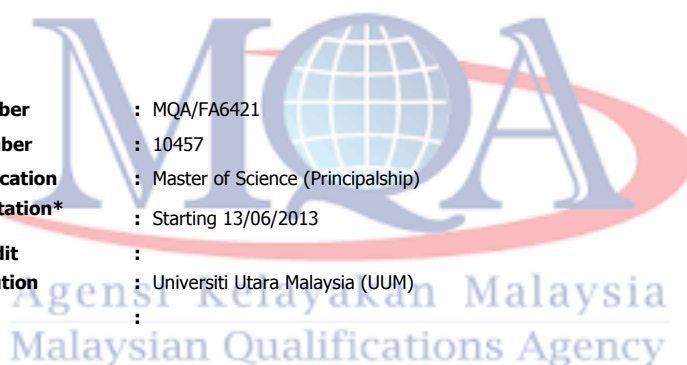 MQA
ber : MQA/FA6421
ber : 10457
cation : Master of Science (Principalship)
tation*
: Starting 13/06/2013
dit :
tion : Universiti Utara Malaysia (UUM)
:
Agensi Kelayakan Malaysia
Malaysian Qualifications Agency